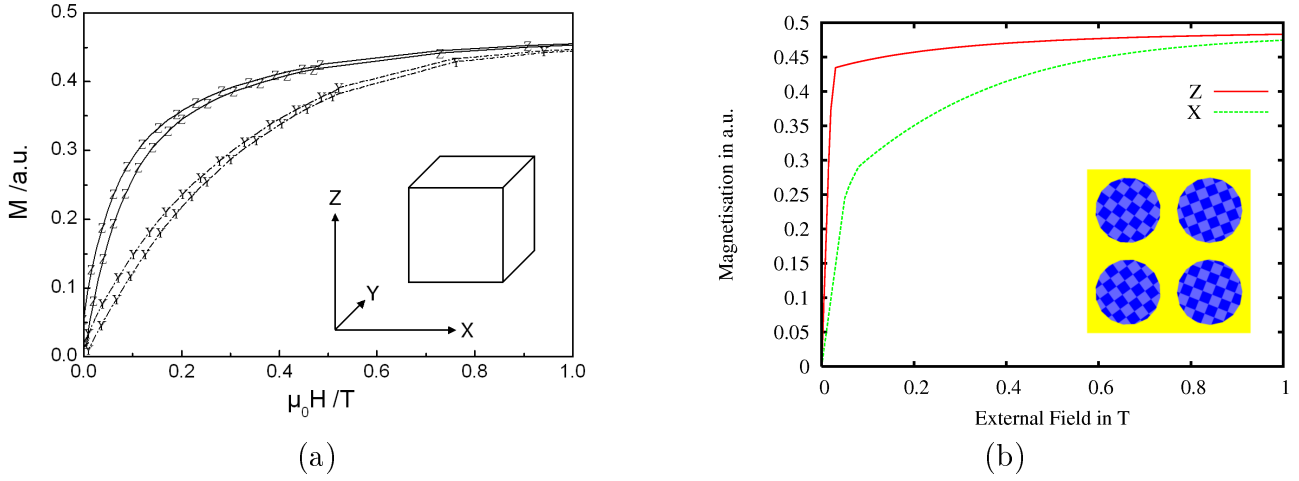 M /a.u.
0.5
0.4
0.3
0.2
0.1
0.0
0.0 0.2 0.4 0.6 0.8 1.0
μ₀H /T
Z
Y
X
(a)
Magnetisation in a.u.
0.5
0.45
0.4
0.35
0.3
0.25
0.2
0.15
0.1
0.05
0
0 0.2 0.4 0.6 0.8 1
External Field in T
Z
X
(b)